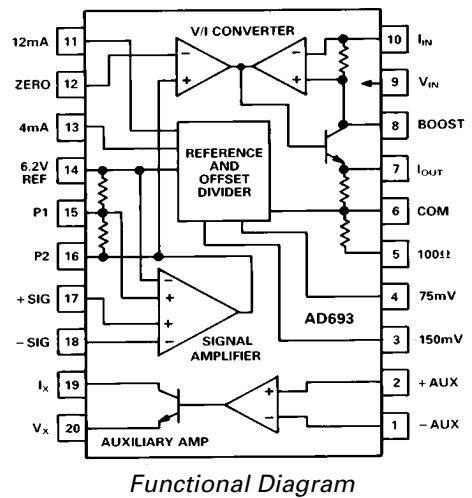 V/I CONVERTER
12mA 11
ZERO 12
4mA 13
6.2V
REF 14
P1 15
P2 16
+ SIG 17
– SIG 18
IX 19
VX 20
10 IIN
9 VIN
8 BOOST
7 IOUT
6 COM
5 100Ω
4 75mV
3 150mV
2 + AUX
1 – AUX
– + – +
REFERENCE
AND
OFFSET
DIVIDER
– + + –
SIGNAL
AMPLIFIER
AD693
+ –
AUXILIARY AMP
Functional Diagram